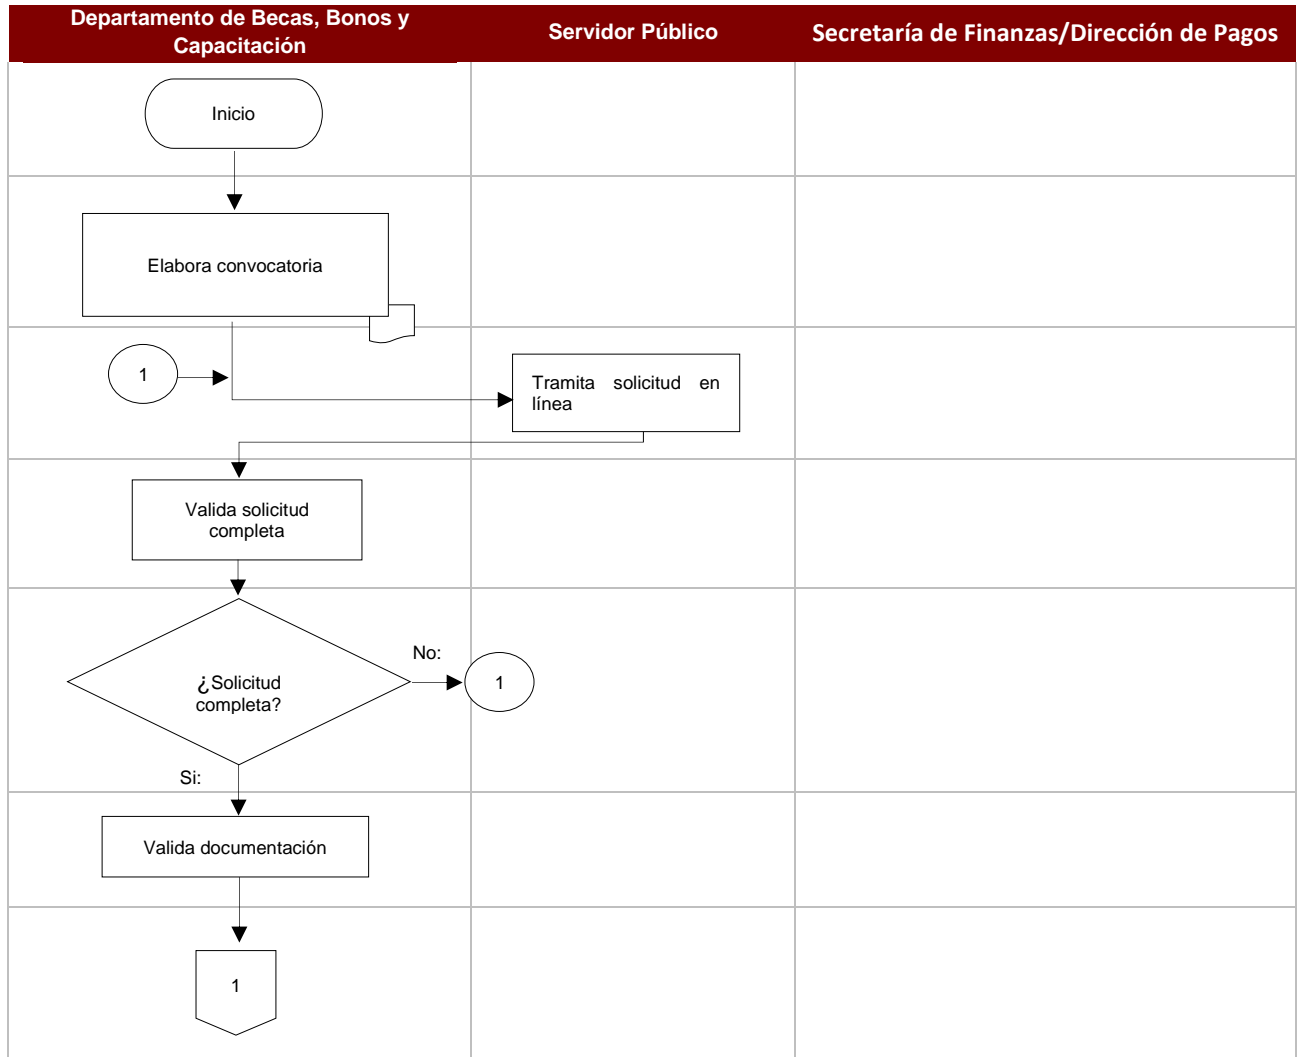 Departamento de Becas, Bonos y
Capacitación
Servidor Público
Secretaría de Finanzas/Dirección de Pagos
Inicio
Elabora convocatoria
1
Tramita solicitud en
línea
Valida solicitud
completa
¿Solicitud
completa?
No:
1
Si:
Valida documentación
1